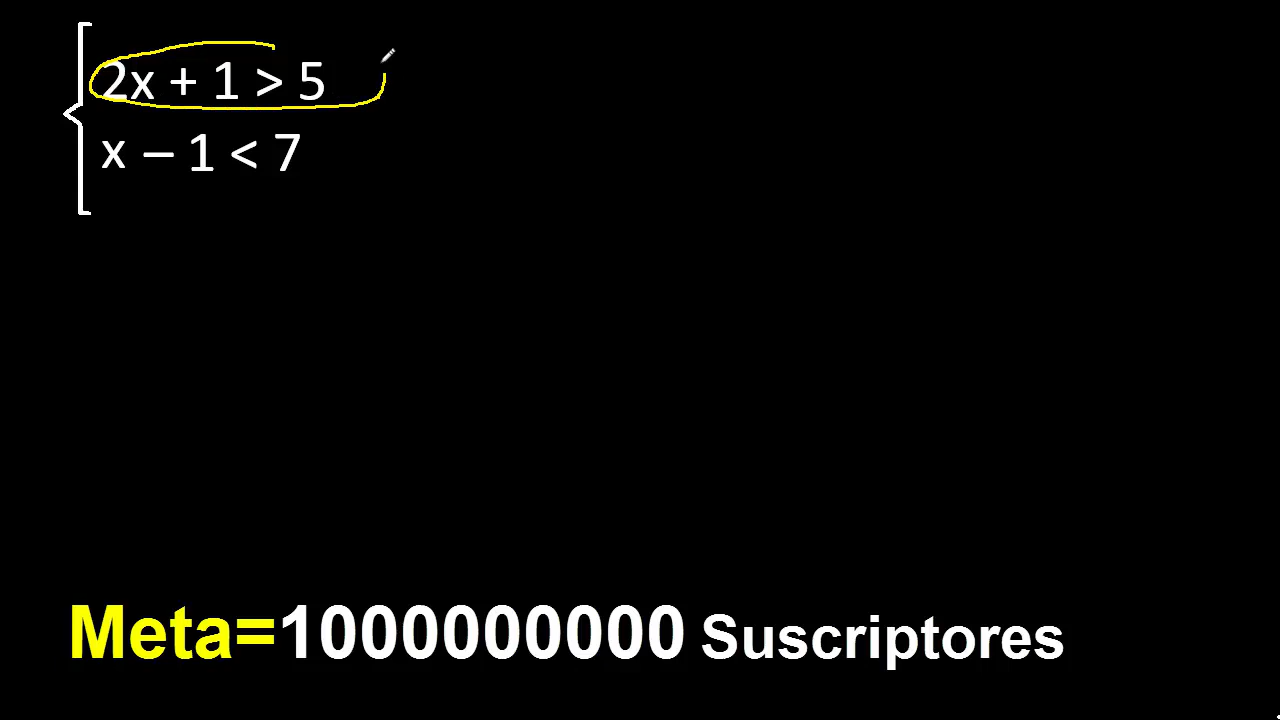 2x + 1 > 5
x – 1 < 7
Meta=1000000000 Suscriptores